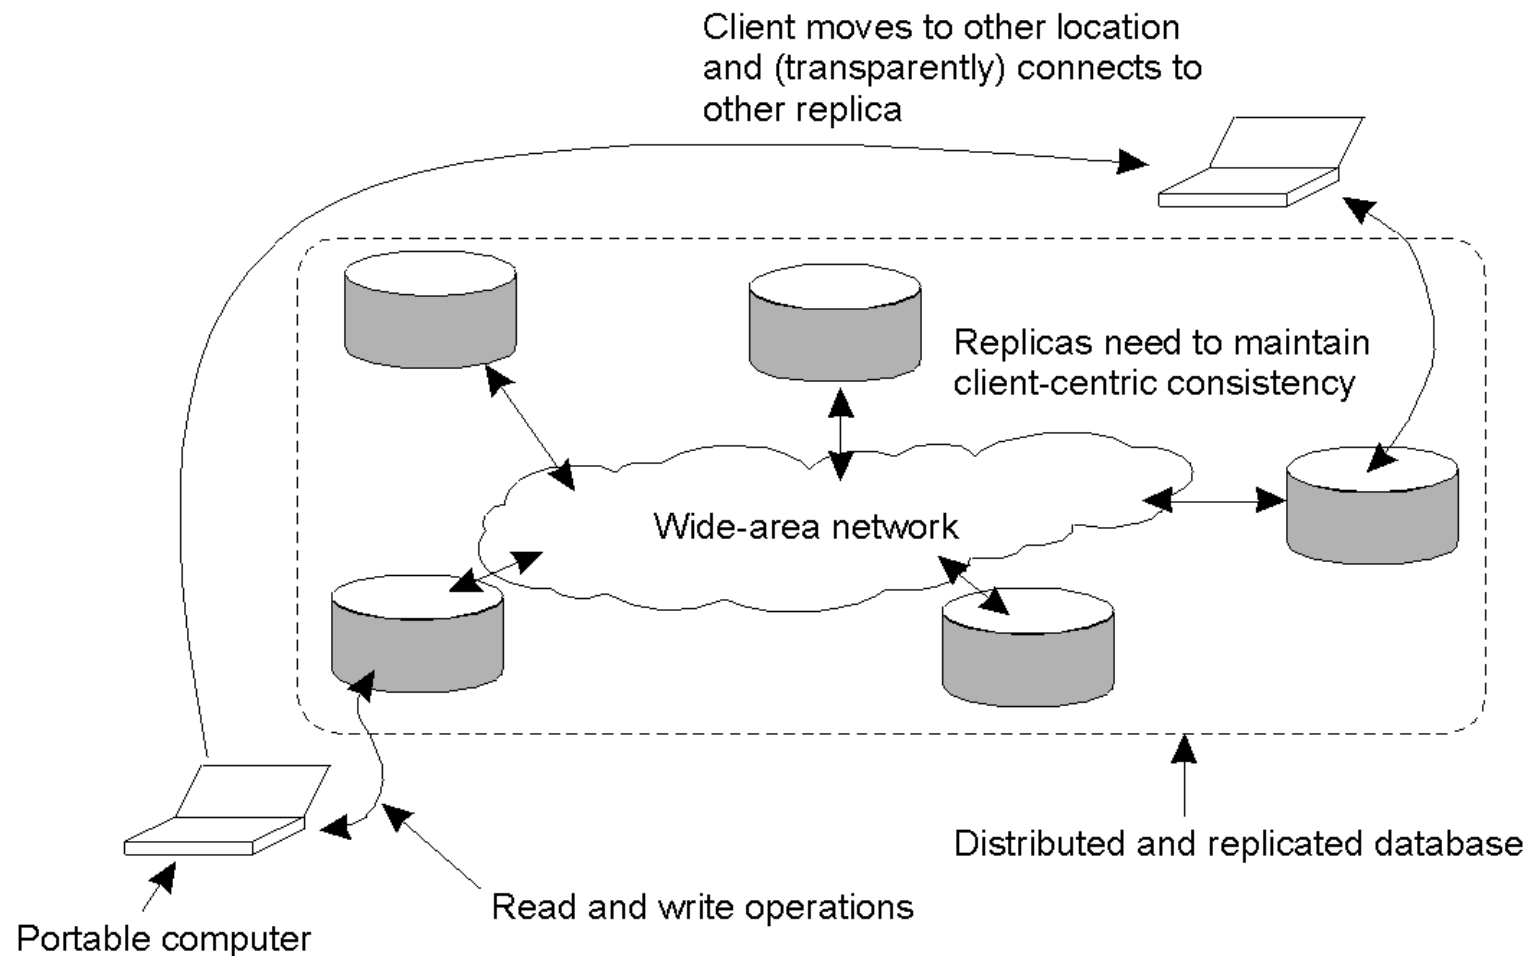 Client moves to other location
and (transparently) connects to
other replica
Replicas need to maintain
client-centric consistency
Wide-area network
Distributed and replicated database
Read and write operations
Portable computer